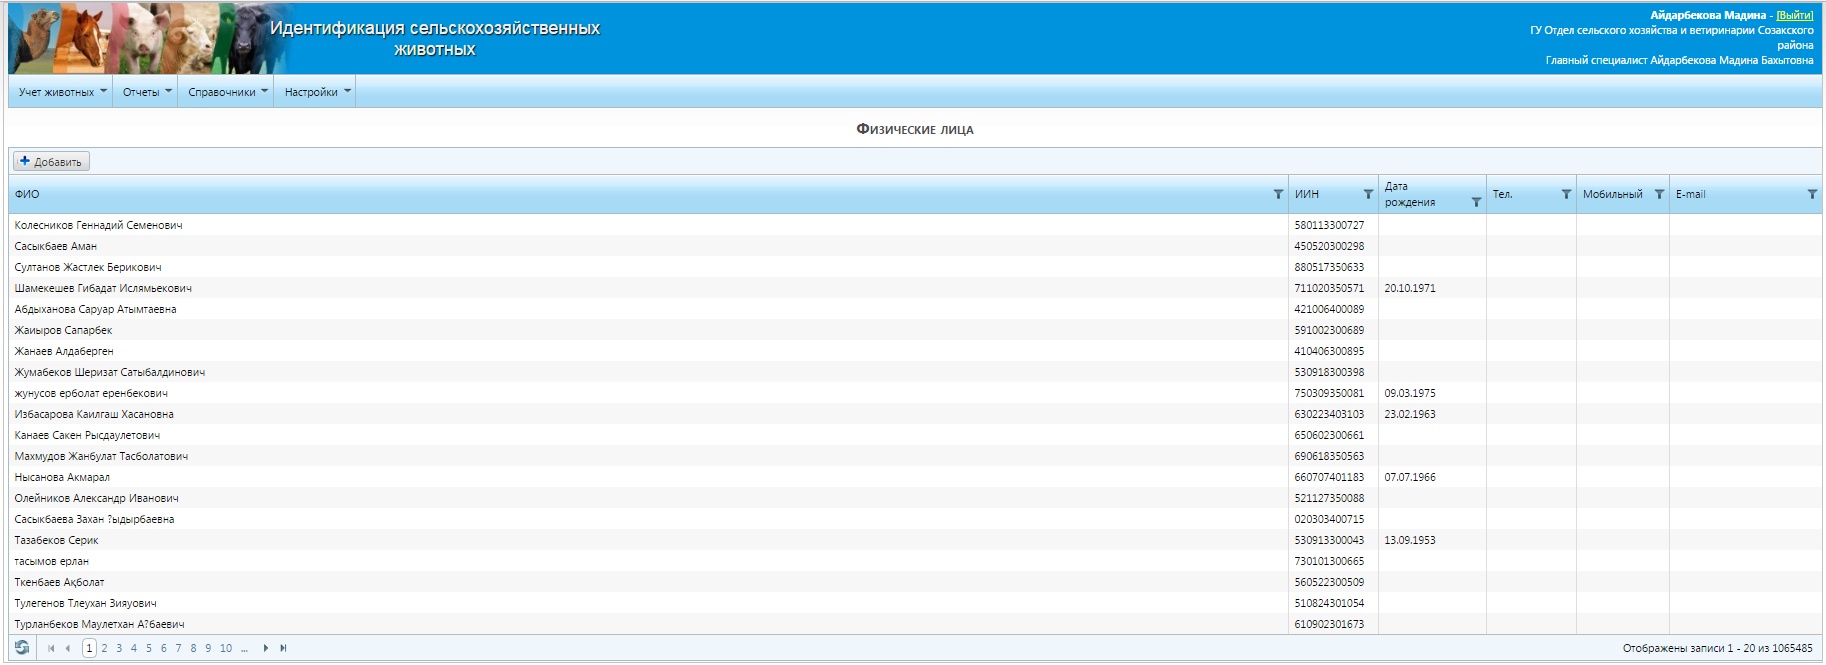 Идентификация сельскохозяйственных
животных
Айдарбекова Мадина - [Выйти]
ГУ Отдел сельского хозяйства и ветиринарии Созакского
района
Главный специалист Айдарбекова Мадина Бахытовна
Учет животных Отчеты Справочники Настройки
Физические лица
Добавить
ФИО ИИН Дата рождения Тел. Мобильный E-mail
Колесников Геннадий Семенович 580113300727
Сасыкбаев Аман 450520300298
Султанов Жастлек Берикович 880517350633
Шамекешев Гибадат Ислямьекович 711020350571 20.10.1971
Абдыханова Саруар Атымтаевна 421006400089
Жаиыров Сапарбек 591002300689
Жанаев Алдаберген 410406300895
Жумабеков Шеризат Сатыбалдинович 530918300398
жунусов ерболат еренбекович 750309350081 09.03.1975
Избасарова Каилгаш Хасановна 630223403103 23.02.1963
Канаев Сакен Рысдаулетович 650602300661
Махмудов Жанбулат Тасболатович 690618350563
Нысанова Акмарал 660707401183 07.07.1966
Олейников Александр Иванович 521127350088
Сасыкбаева Захан ?ыдырбаевна 020303400715
Тазабеков Серик 530913300043 13.09.1953
тасымов ерлан 730101300665
Ткенбаев Ақболат 560522300509
Тулегенов Тлеухан Зияуович 510824301054
Турланбеков Маулетхан А?баевич 610902301673
1 2 3 4 5 6 7 8 9 10 ... Отображены записи 1 - 20 из 1065485